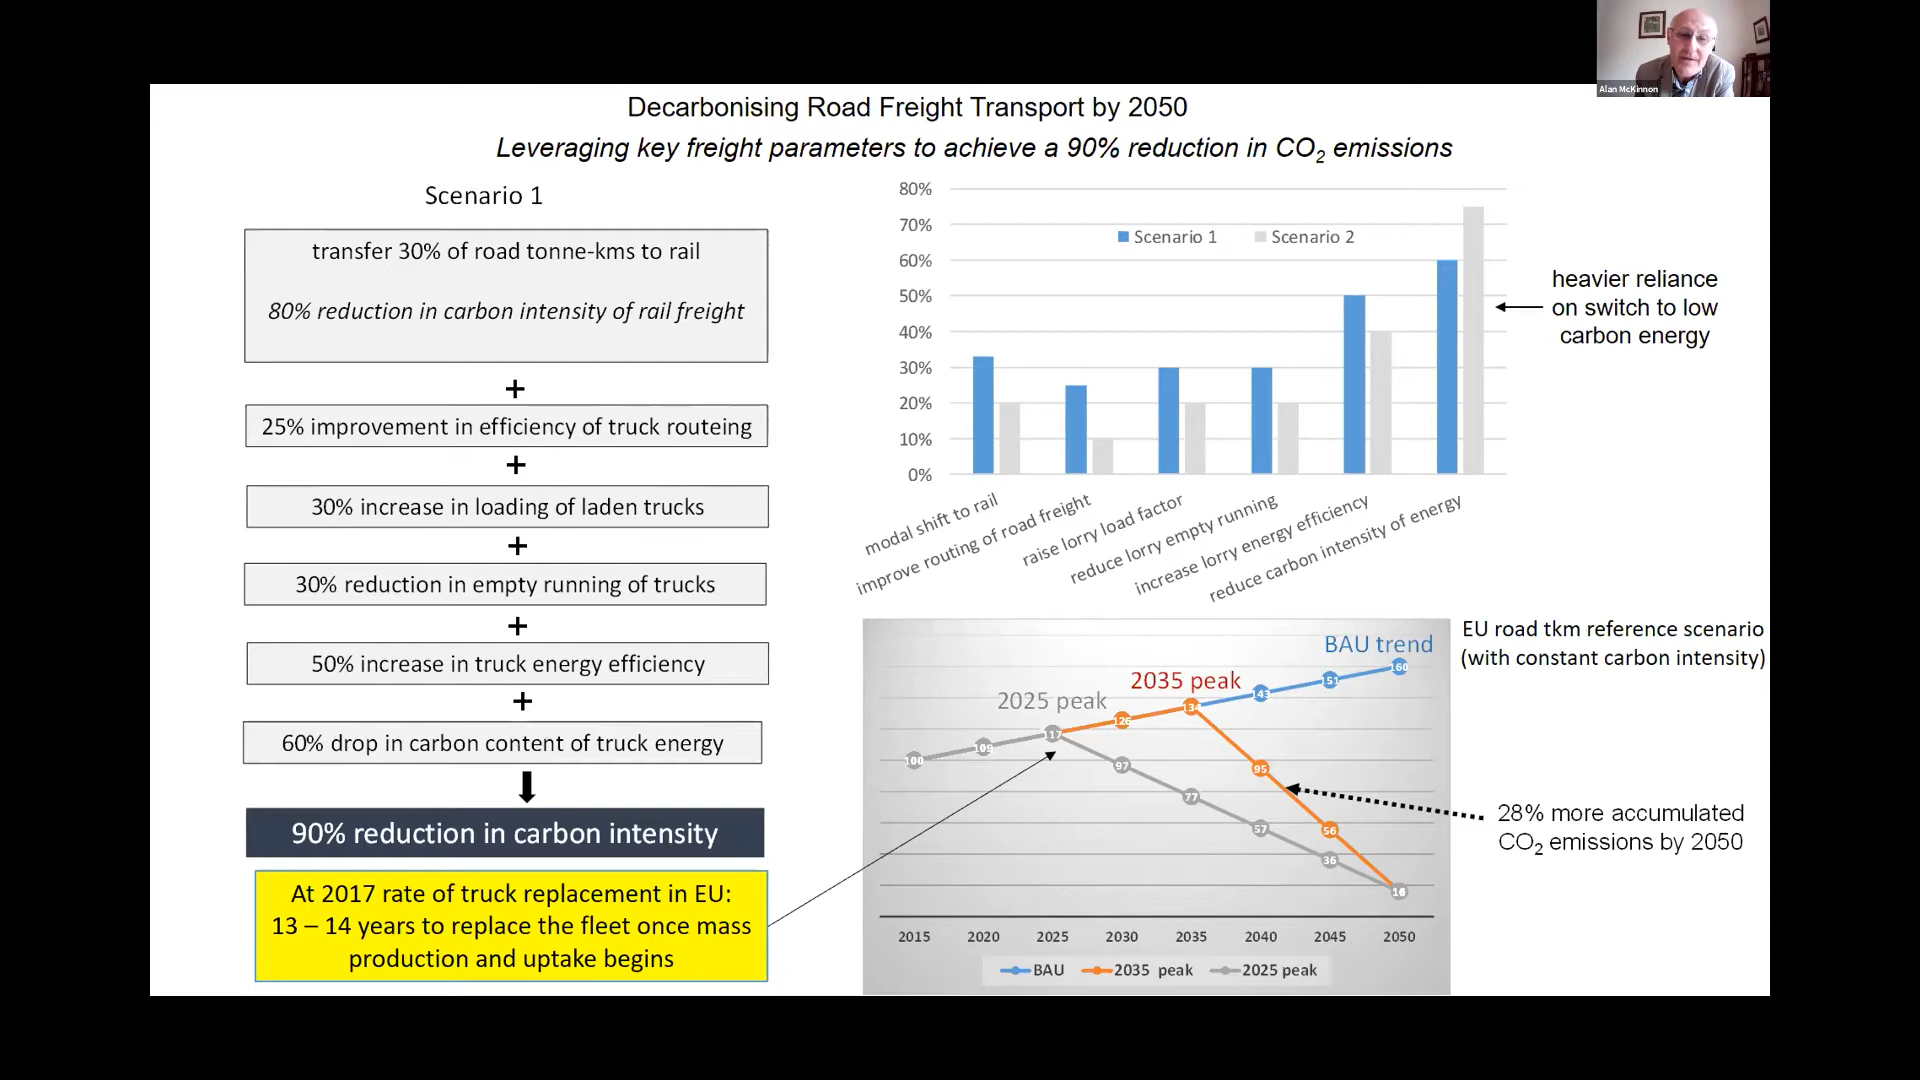 Alan McKinnon
Decarbonising Road Freight Transport by 2050
Leveraging key freight parameters to achieve a 90% reduction in CO2 emissions
Scenario 1
transfer 30% of road tonne-kms to rail
80% reduction in carbon intensity of rail freight
+
25% improvement in efficiency of truck routeing
+
30% increase in loading of laden trucks
+
30% reduction in empty running of trucks
+
50% increase in truck energy efficiency
+
60% drop in carbon content of truck energy
90% reduction in carbon intensity
At 2017 rate of truck replacement in EU:
13 – 14 years to replace the fleet once mass
production and uptake begins
80%
70%
60%
50%
40%
30%
20%
10%
0%
Scenario 1 Scenario 2
modal shift to rail
improve routing of road freight
raise lorry load factor
reduce lorry empty running
increase lorry energy efficiency
reduce carbon intensity of energy
heavier reliance
on switch to low
carbon energy
EU road tkm reference scenario
(with constant carbon intensity)
BAU trend
2035 peak
2025 peak
100 109 117 126 134 143 151 160
97 77 57 36 16
95 56
28% more accumulated
CO2 emissions by 2050
2015 2020 2025 2030 2035 2040 2045 2050
BAU 2035 peak 2025 peak